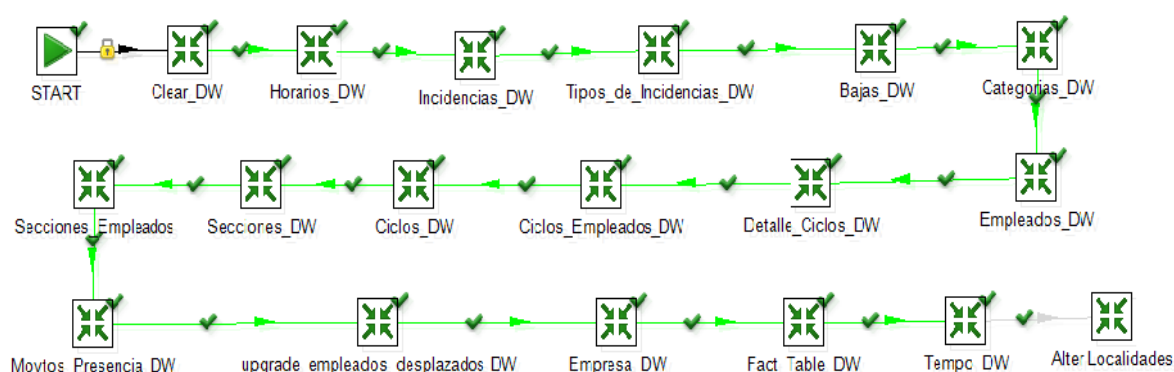 START Clear_DW Horarios_DW Incidencias_DW Tipos_de_Incidencias_DW Bajas_DW Categorias_DW
Secciones_Empleados Secciones_DW Ciclos_DW Ciclos_Empleados_DW Detalle_Ciclos_DW Empleados_DW
Movtos_Presencia_DW upgrade_empleados_desplazados_DW Empresa_DW Fact_Table_DW Tempo_DW Alter Localidades